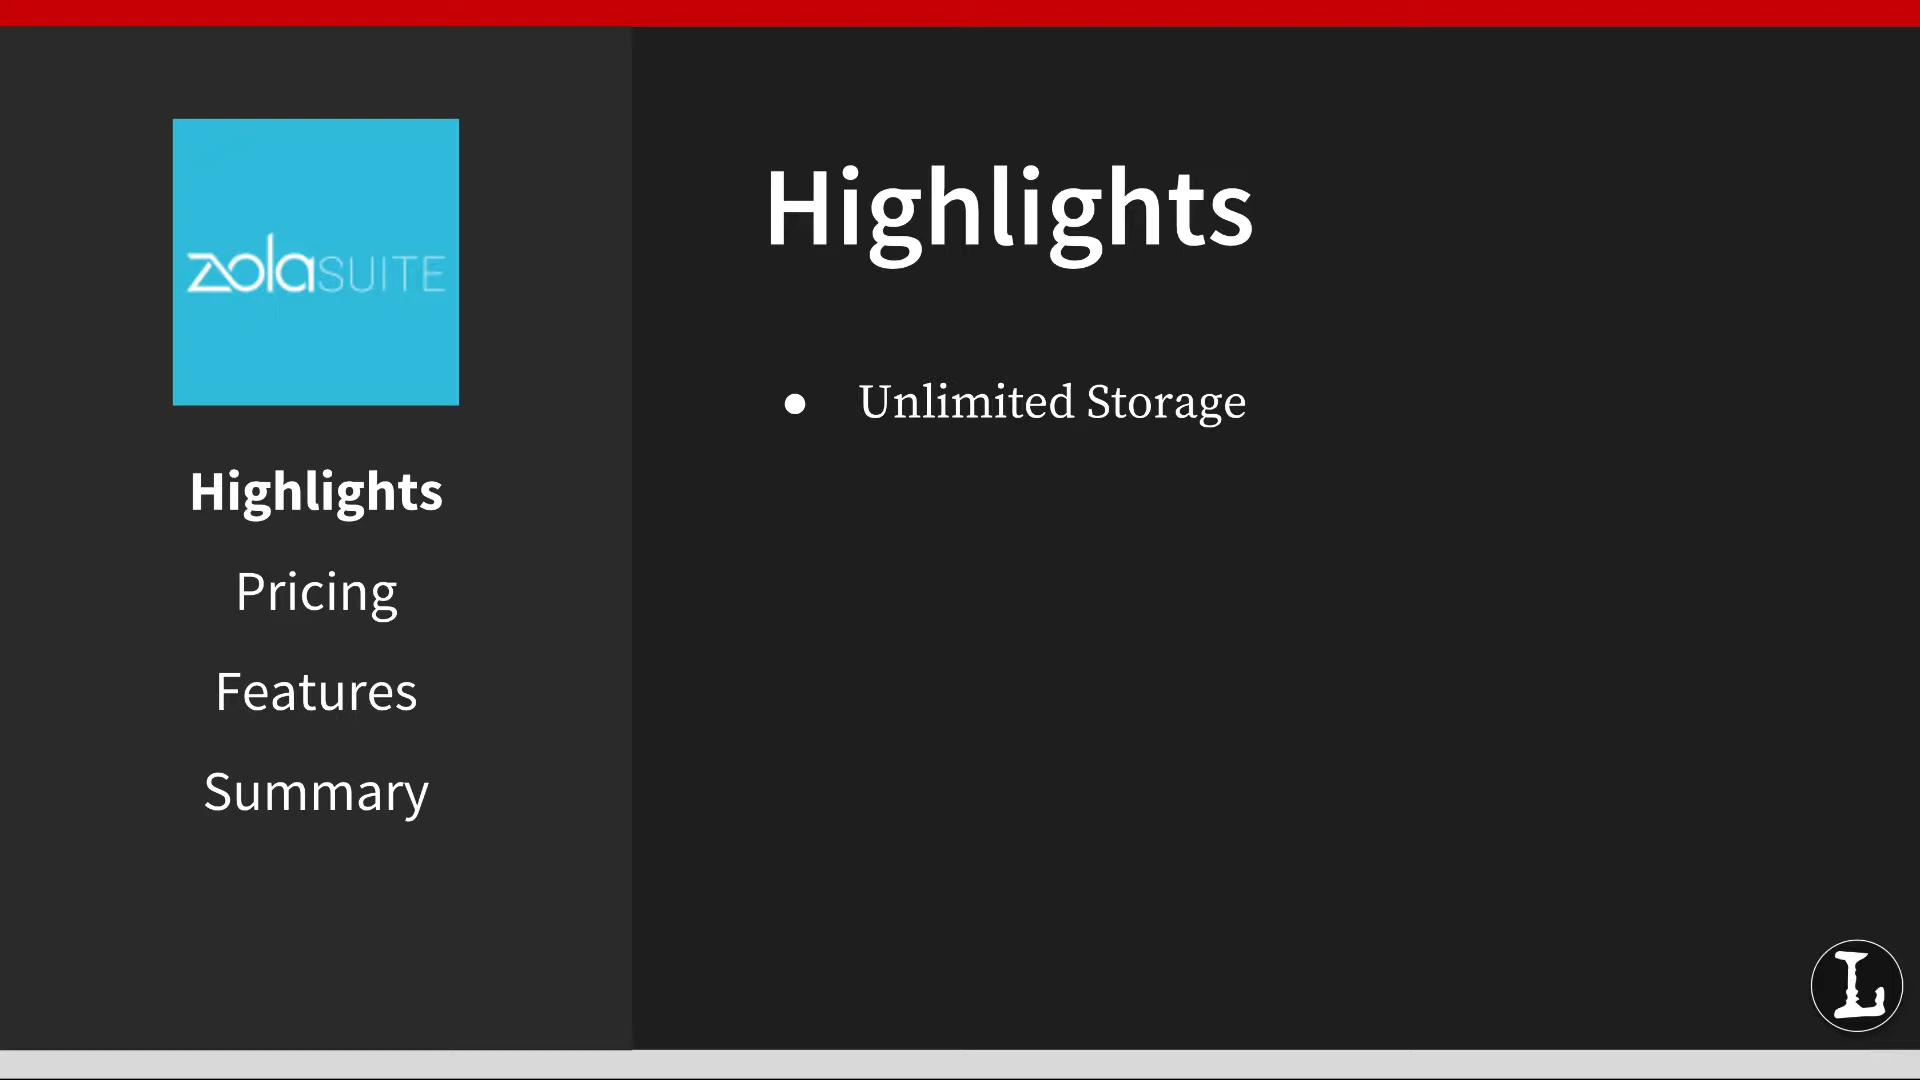 zolaSUITE
Highlights
Pricing
Features
Summary
Highlights
● Unlimited Storage
L